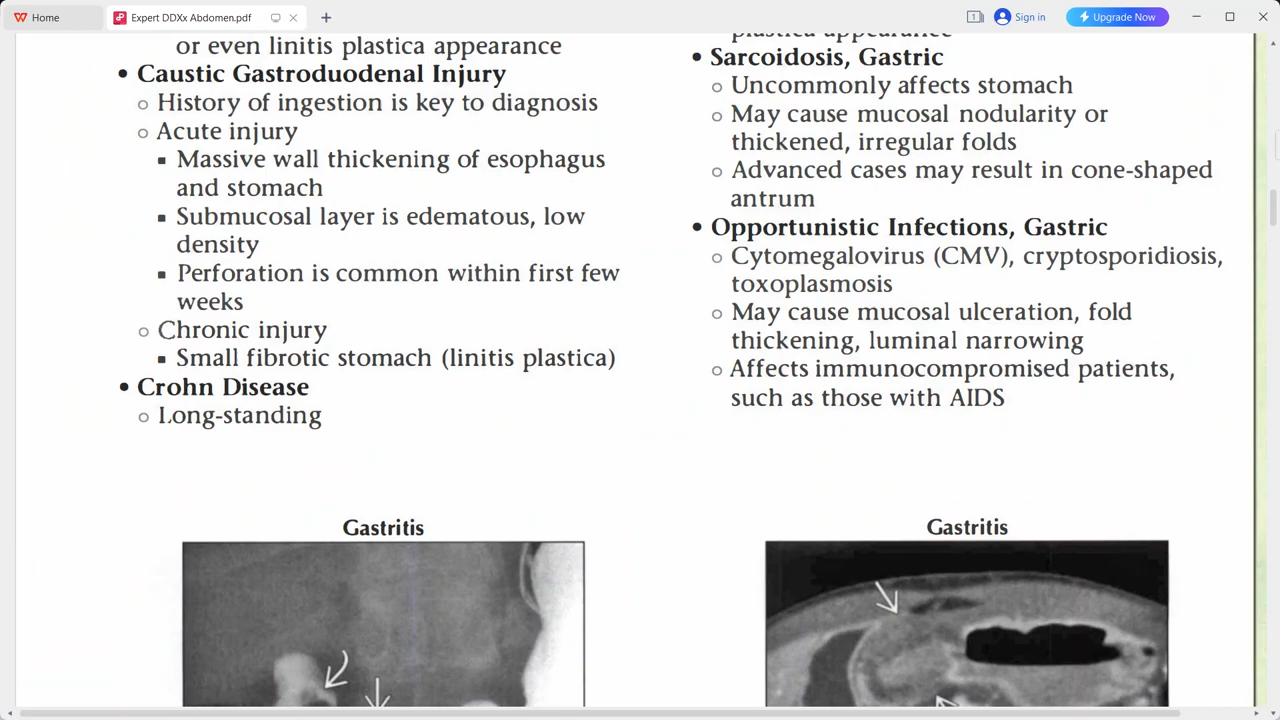 Home
Expert DDXx Abdomen.pdf
1
Sign in
Upgrade Now
or even linitis plastica appearance
• Caustic Gastroduodenal Injury
○ History of ingestion is key to diagnosis
○ Acute injury
▪ Massive wall thickening of esophagus
and stomach
▪ Submucosal layer is edematous, low
density
▪ Perforation is common within first few
weeks
○ Chronic injury
▪ Small fibrotic stomach (linitis plastica)
• Crohn Disease
○ Long-standing
plastica appearance
• Sarcoidosis, Gastric
○ Uncommonly affects stomach
○ May cause mucosal nodularity or
thickened, irregular folds
○ Advanced cases may result in cone-shaped
antrum
• Opportunistic Infections, Gastric
○ Cytomegalovirus (CMV), cryptosporidiosis,
toxoplasmosis
○ May cause mucosal ulceration, fold
thickening, luminal narrowing
○ Affects immunocompromised patients,
such as those with AIDS
Gastritis
Gastritis